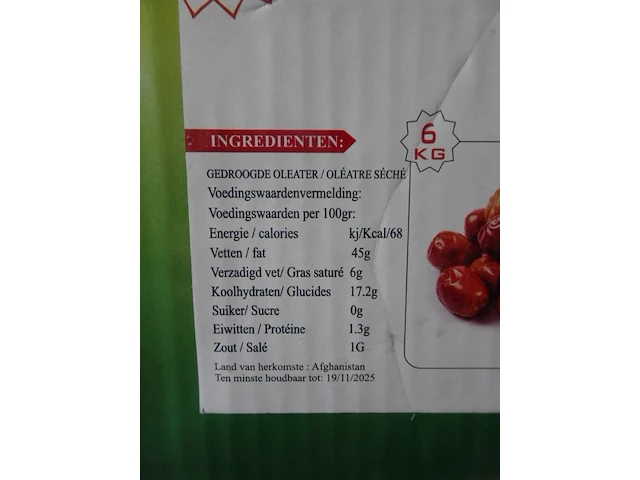 INGREDIENTEN:
6
KG
GEDROOGDE OLEATER / OLÉATRE SÉCHÉ
Voedingswaardenvermelding:
Voedingswaarden per 100gr:
Energie / calories kj/Kcal/68
Vetten / fat 45g
Verzadigd vet/ Gras saturé 6g
Koolhydraten/ Glucides 17.2g
Suiker/ Sucre 0g
Eiwitten / Protéine 1.3g
Zout / Salé 1G
Land van herkomste : Afghanistan
Ten minste houdbaar tot: 19/11/2025